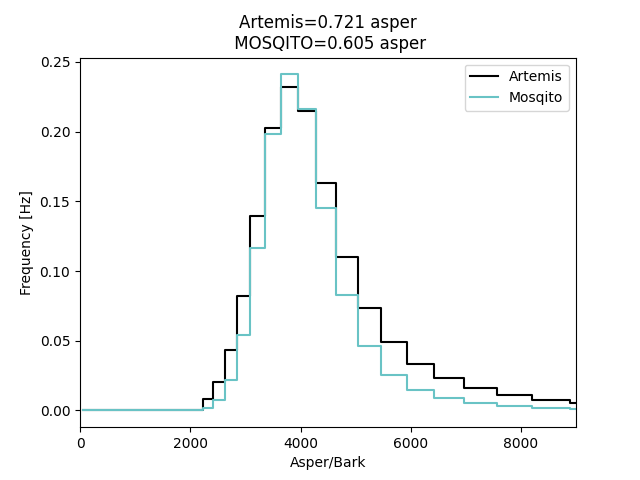 Artemis=0.721 asper
MOSQITO=0.605 asper
Artemis
Mosqito
0.25
0.20
0.15
0.10
0.05
0.00
Frequency [Hz]
0
2000
4000
6000
8000
Asper/Bark